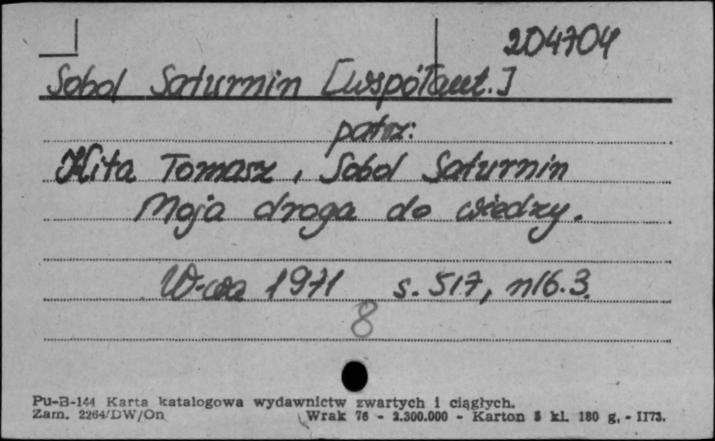 204704
Sobol Saturnin [współaut.]
patrz:
Kita Tomasz, Sobol Saturnin
Moja droga do wiedzy.
W-wa 1971 s. 517, nlb. 3.
8
Pu-B-144 Karta katalogowa wydawnictw zwartych i ciągłych.
Zam. 2264/DW/On Wrak 76 - 2.300.000 - Karton 5 kl. 180 g. - II73.